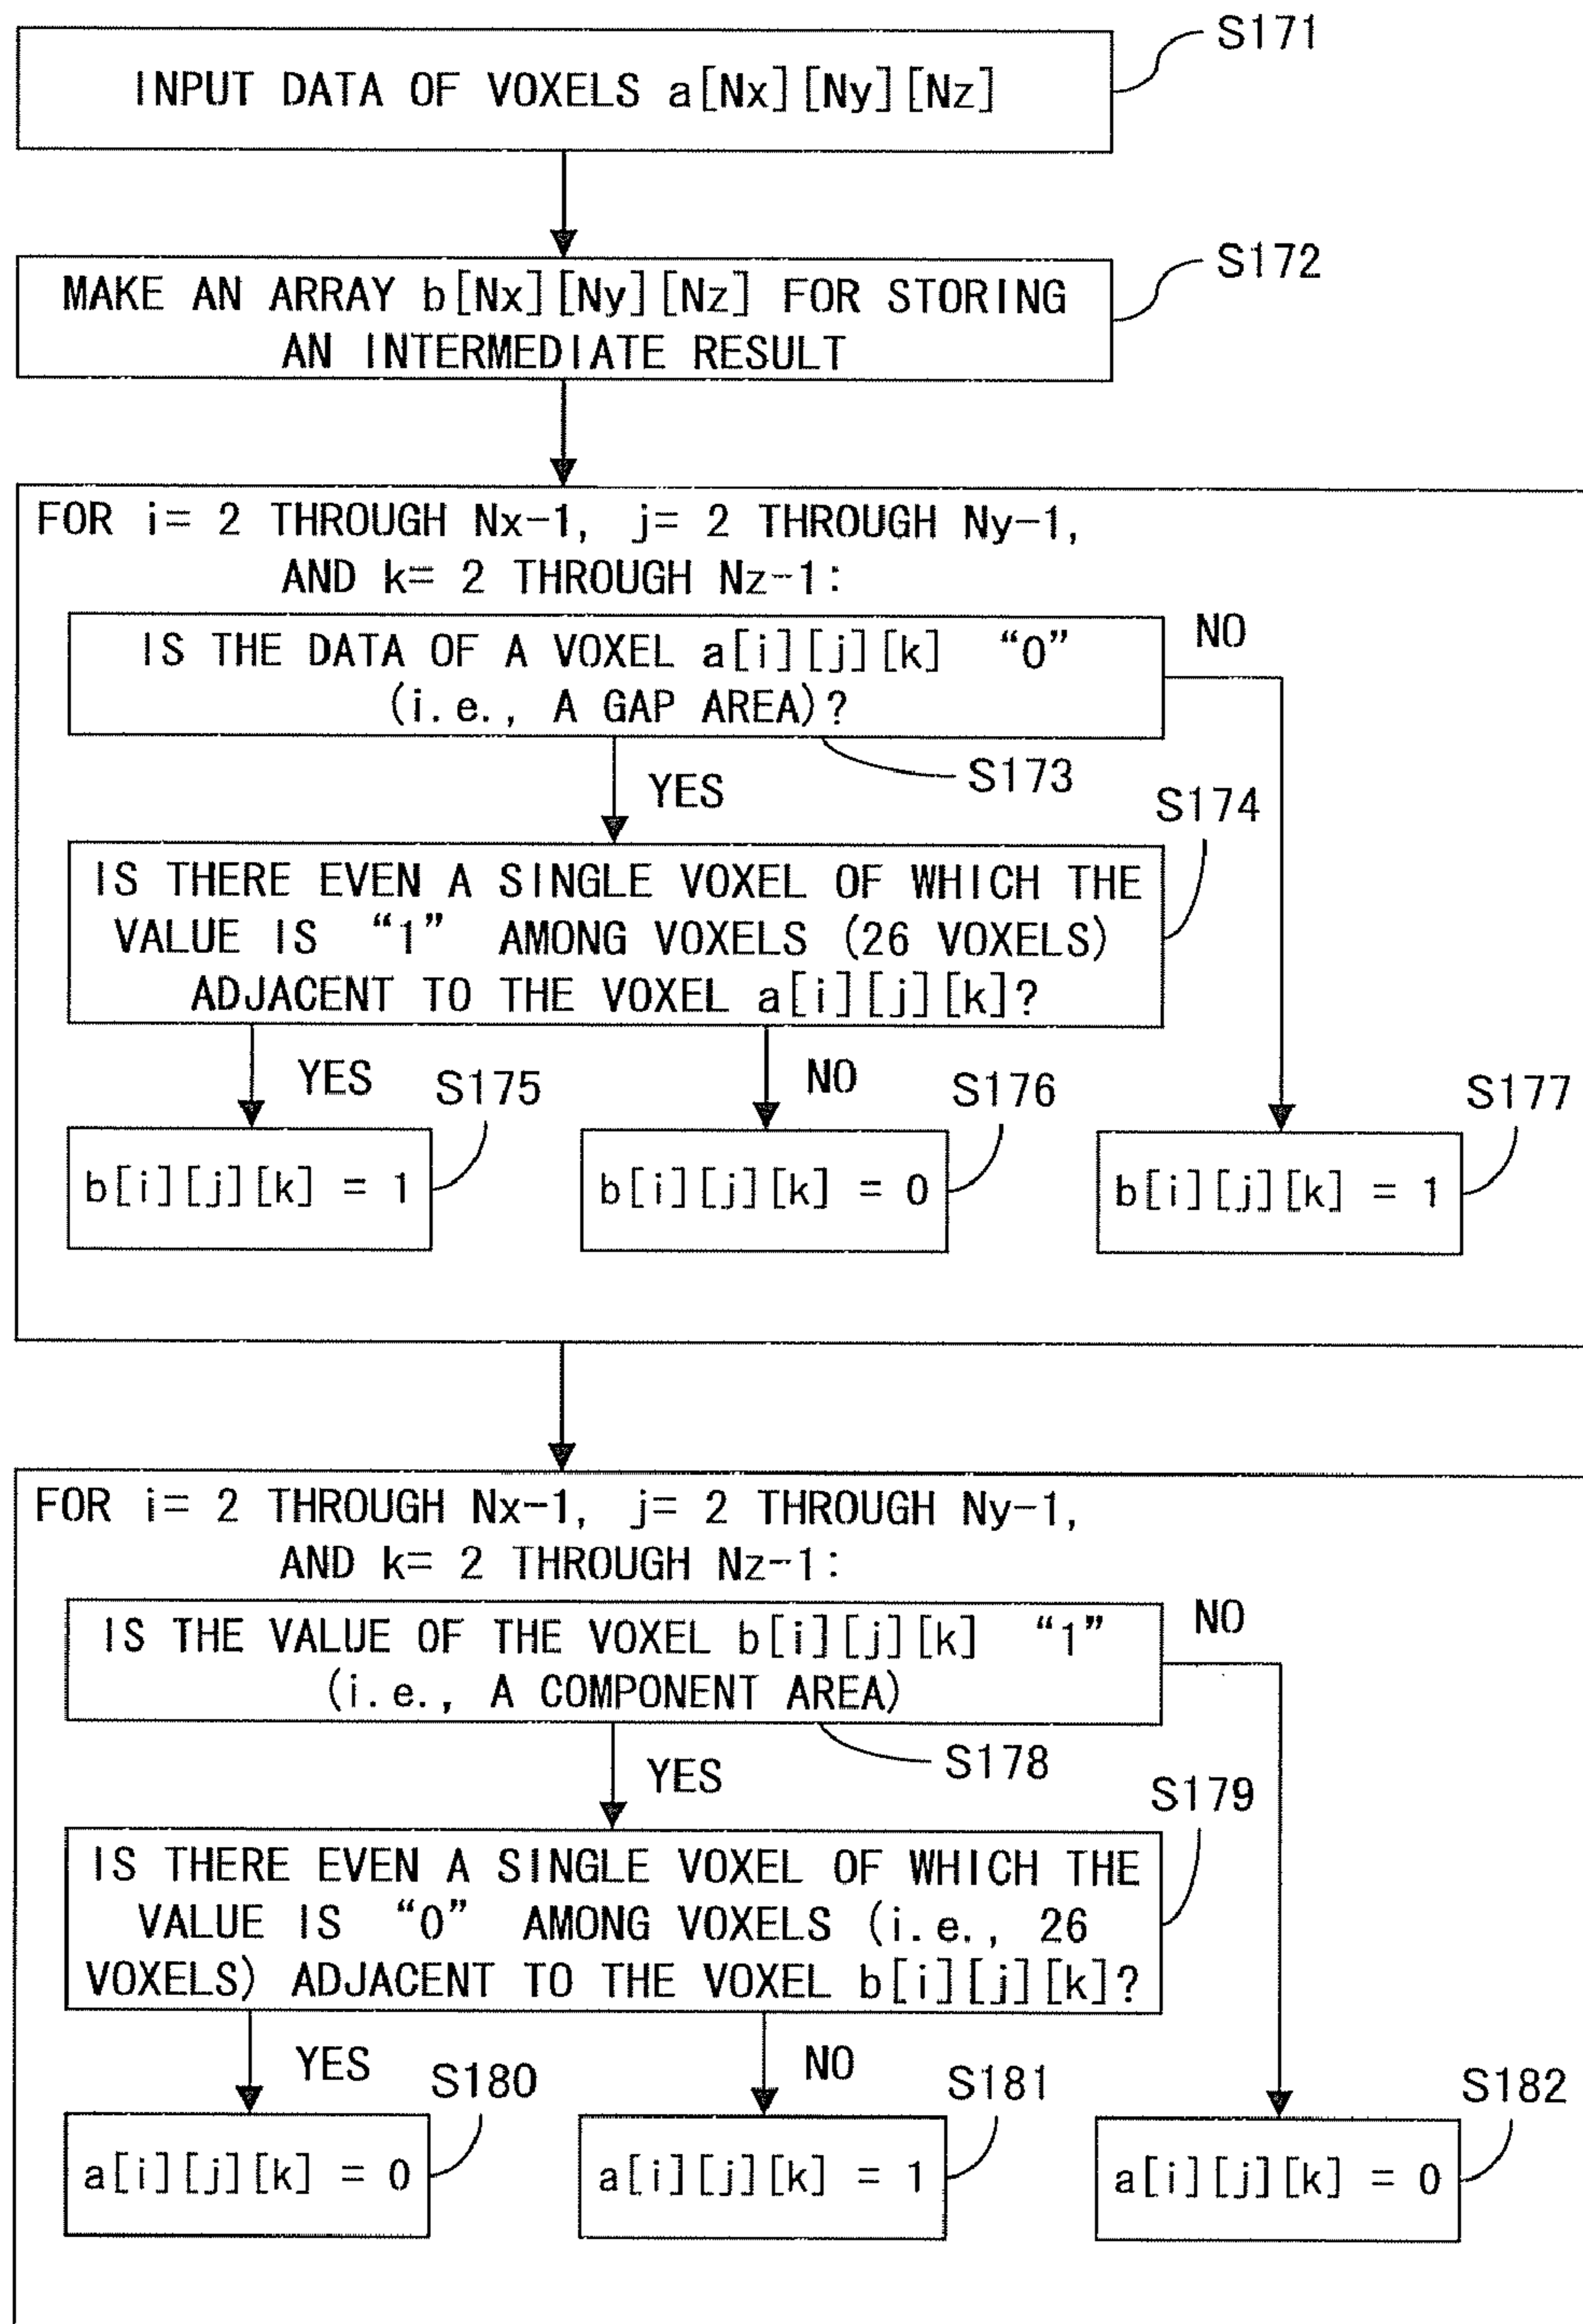 S171
INPUT DATA OF VOXELS a[Nx][Ny][Nz]
S172
MAKE AN ARRAY b[Nx][Ny][Nz] FOR STORING
AN INTERMEDIATE RESULT
FOR i= 2 THROUGH Nx-1, j= 2 THROUGH Ny-1,
AND k= 2 THROUGH Nz-1:
IS THE DATA OF A VOXEL a[i][j][k] “0”
(i.e., A GAP AREA)?
NO
S173
YES
S174
IS THERE EVEN A SINGLE VOXEL OF WHICH THE
VALUE IS “1” AMONG VOXELS (26 VOXELS)
ADJACENT TO THE VOXEL a[i][j][k]?
YES
S175
NO
S176
S177
b[i][j][k] = 1
b[i][j][k] = 0
b[i][j][k] = 1
FOR i= 2 THROUGH Nx-1, j= 2 THROUGH Ny-1,
AND k= 2 THROUGH Nz-1:
IS THE VALUE OF THE VOXEL b[i][j][k] “1”
(i.e., A COMPONENT AREA)
NO
S178
YES
S179
IS THERE EVEN A SINGLE VOXEL OF WHICH THE
VALUE IS “0” AMONG VOXELS (i.e., 26
VOXELS) ADJACENT TO THE VOXEL b[i][j][k]?
YES
S180
NO
S181
S182
a[i][j][k] = 0
a[i][j][k] = 1
a[i][j][k] = 0